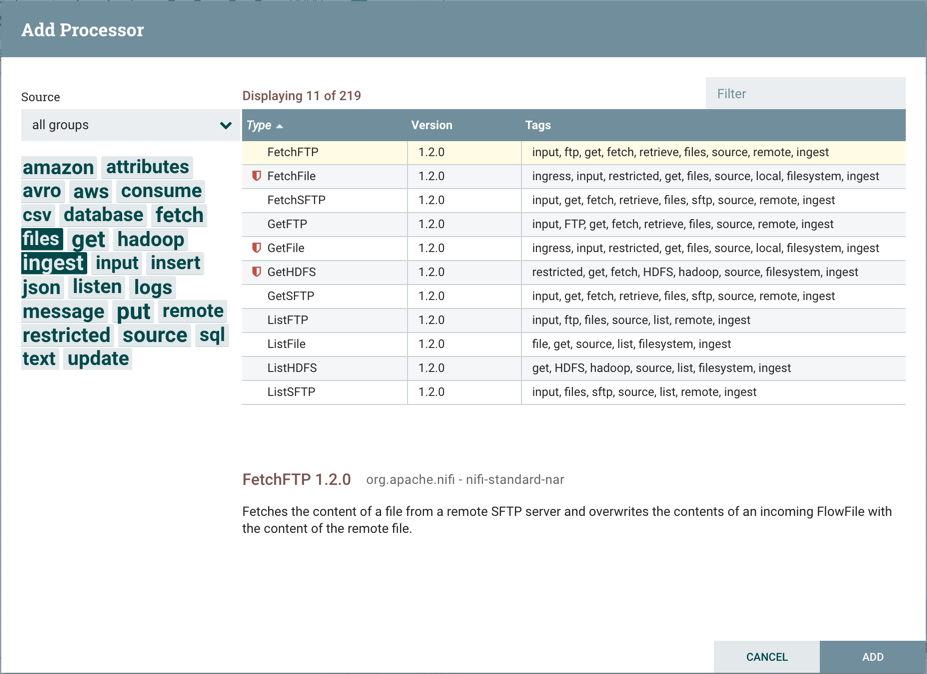 Add Processor
Source
Displaying 11 of 219
Filter
all groups
Type Version Tags
amazon attributes
avro aws consume
csv database fetch
files get hadoop
ingest input insert
json listen logs
message put remote
restricted source sql
text update
FetchFTP 1.2.0 input, ftp, get, fetch, retrieve, files, source, remote, ingest
FetchFile 1.2.0 ingress, input, restricted, get, files, source, local, filesystem, ingest
FetchSFTP 1.2.0 input, get, fetch, retrieve, files, sftp, source, remote, ingest
GetFTP 1.2.0 input, FTP, get, fetch, retrieve, files, source, remote, ingest
GetFile 1.2.0 ingress, input, restricted, get, files, source, local, filesystem, ingest
GetHDFS 1.2.0 restricted, get, fetch, HDFS, hadoop, source, filesystem, ingest
GetSFTP 1.2.0 input, get, fetch, retrieve, files, sftp, source, remote, ingest
ListFTP 1.2.0 input, ftp, files, source, list, remote, ingest
ListFile 1.2.0 file, get, source, list, filesystem, ingest
ListHDFS 1.2.0 get, HDFS, hadoop, source, list, filesystem, ingest
ListSFTP 1.2.0 input, files, sftp, source, list, remote, ingest
FetchFTP 1.2.0 org.apache.nifi - nifi-standard-nar
Fetches the content of a file from a remote SFTP server and overwrites the contents of an incoming FlowFile with
the content of the remote file.
CANCEL ADD